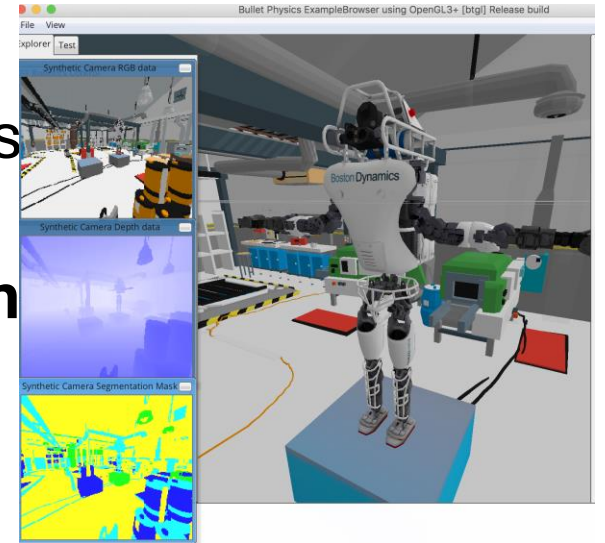 Bullet Physics ExampleBrowser using OpenGL3+ [btgl] Release build
File View
Explorer Test
Synthetic Camera RGB data
s
Synthetic Camera Depth data
n
Synthetic Camera Segmentation Mask
Boston Dynamics